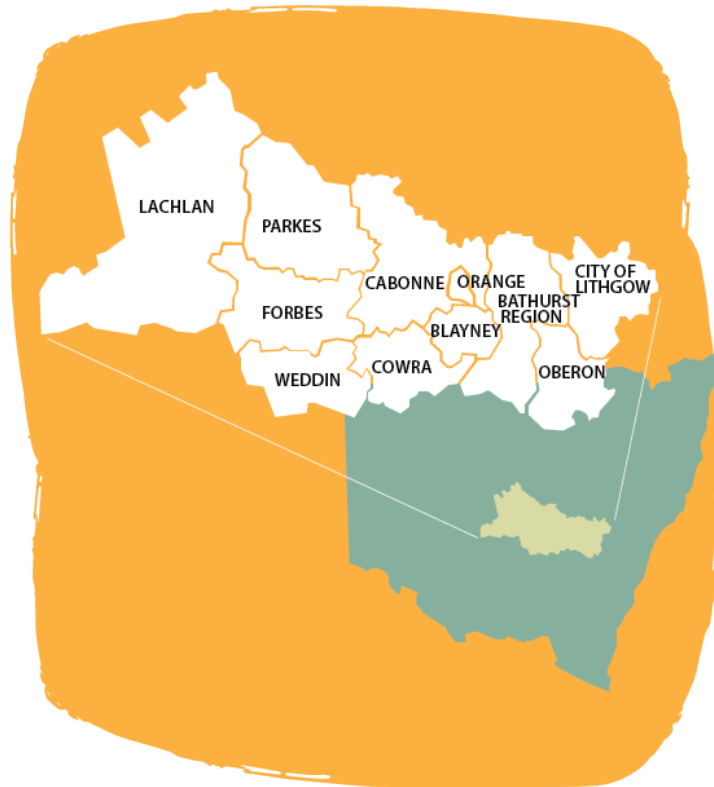 LACHLAN
PARKES
CABONNE
ORANGE
CITY OF
LITHGOW
BATHURST
REGION
FORBES
BLAYNEY
WEDDIN
COWRA
OBERON